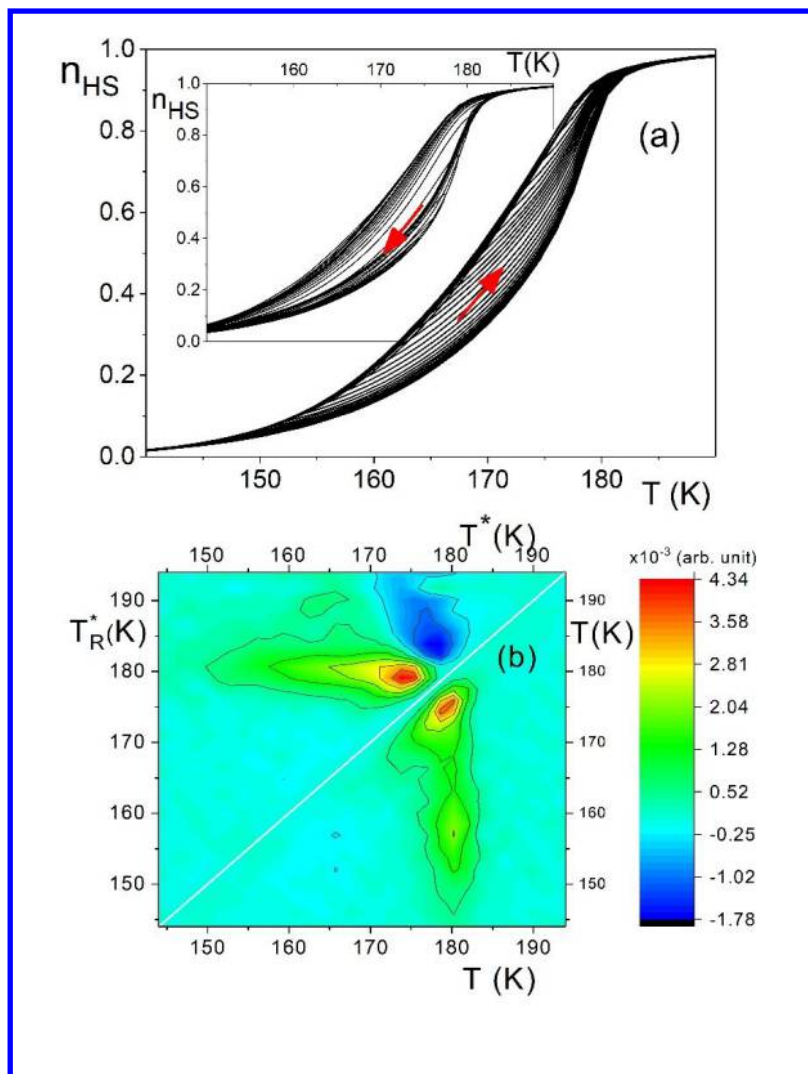 1.0
n_HS
0.8
0.6
0.4
0.2
0.0
160 170 180
T(K)
1.0
n_HS
0.8
0.6
0.4
0.2
0.0
(a)
150 160 170 180
T (K)
T*(K)
150 160 170 180 190
T*_R(K)
190
180
170
160
150
T(K)
190
180
170
160
150
(b)
150 160 170 180 190
T (K)
x10⁻³ (arb. unit)
4.34
3.58
2.81
2.04
1.28
0.52
-0.25
-1.02
-1.78